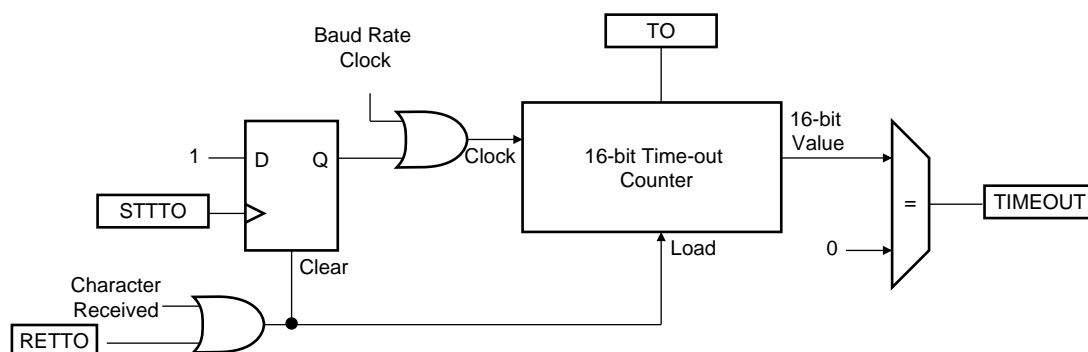 TO
Baud Rate
Clock
1
D
Q
Clock
16-bit Time-out
Counter
16-bit
Value
STTTO
=
TIMEOUT
Clear
Load
0
Character
Received
RETTO